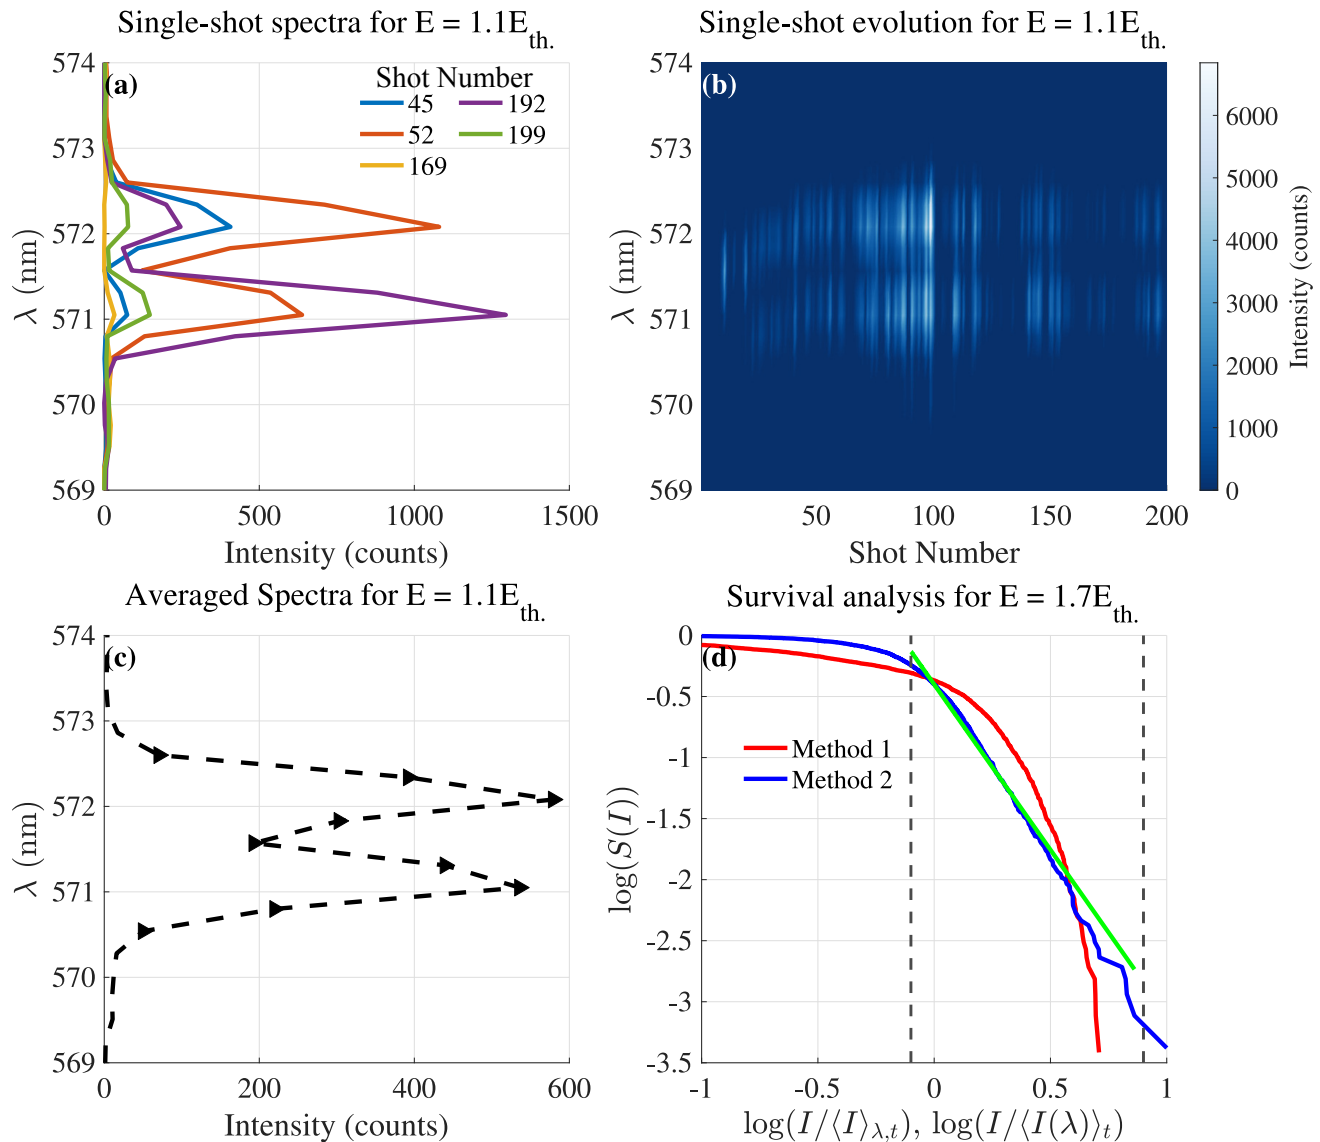 Single-shot spectra for E = 1.1E_th.
(a)
Shot Number
45
192
52
199
169
574
573
572
571
570
569
0
500
1000
1500
λ (nm)
Intensity (counts)
Single-shot evolution for E = 1.1E_th.
(b)
574
573
572
571
570
569
50
100
150
200
λ (nm)
Shot Number
6000
5000
4000
3000
2000
1000
0
Intensity (counts)
Averaged Spectra for E = 1.1E_th.
(c)
574
573
572
571
570
569
0
200
400
600
λ (nm)
Intensity (counts)
Survival analysis for E = 1.7E_th.
(d)
0
-0.5
-1
-1.5
-2
-2.5
-3
-3.5
Method 1
Method 2
-1
-0.5
0
0.5
1
log(S(I))
log(I/⟨I⟩_λ,t), log(I/⟨I(λ)⟩_t)